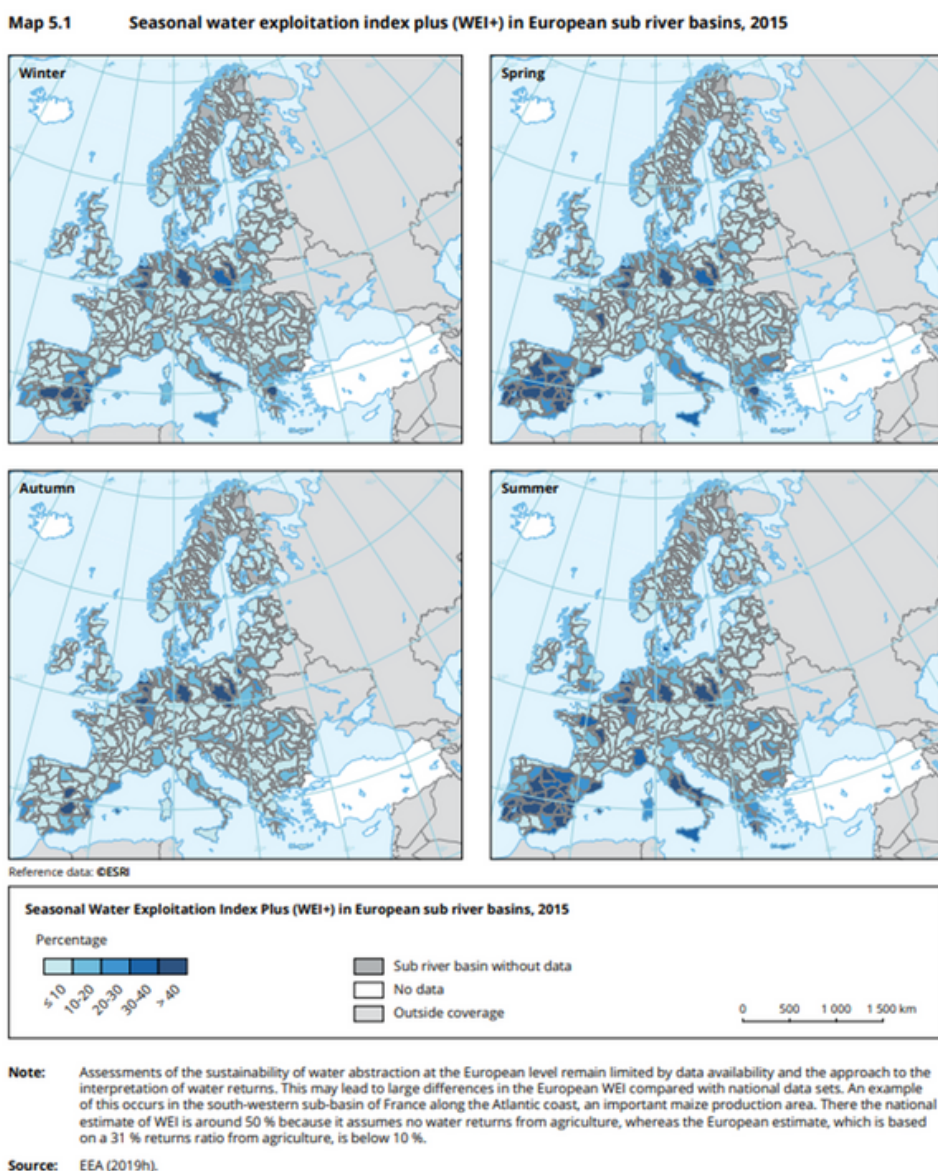 Map 5.1 Seasonal water exploitation index plus (WEI+) in European sub river basins, 2015
Winter
Spring
Autumn
Summer
Reference data: ©ESRI
Seasonal Water Exploitation Index Plus (WEI+) in European sub river basins, 2015
Percentage
≤ 10
10-20
20-30
30-40
> 40
Sub river basin without data
No data
Outside coverage
0 500 1 000 1 500 km
Note: Assessments of the sustainability of water abstraction at the European level remain limited by data availability and the approach to the
interpretation of water returns. This may lead to large differences in the European WEI compared with national data sets. An example
of this occurs in the south-western sub-basin of France along the Atlantic coast, an important maize production area. There the national
estimate of WEI is around 50 % because it assumes no water returns from agriculture, whereas the European estimate, which is based
on a 31 % returns ratio from agriculture, is below 10 %.
Source: EEA (2019h).